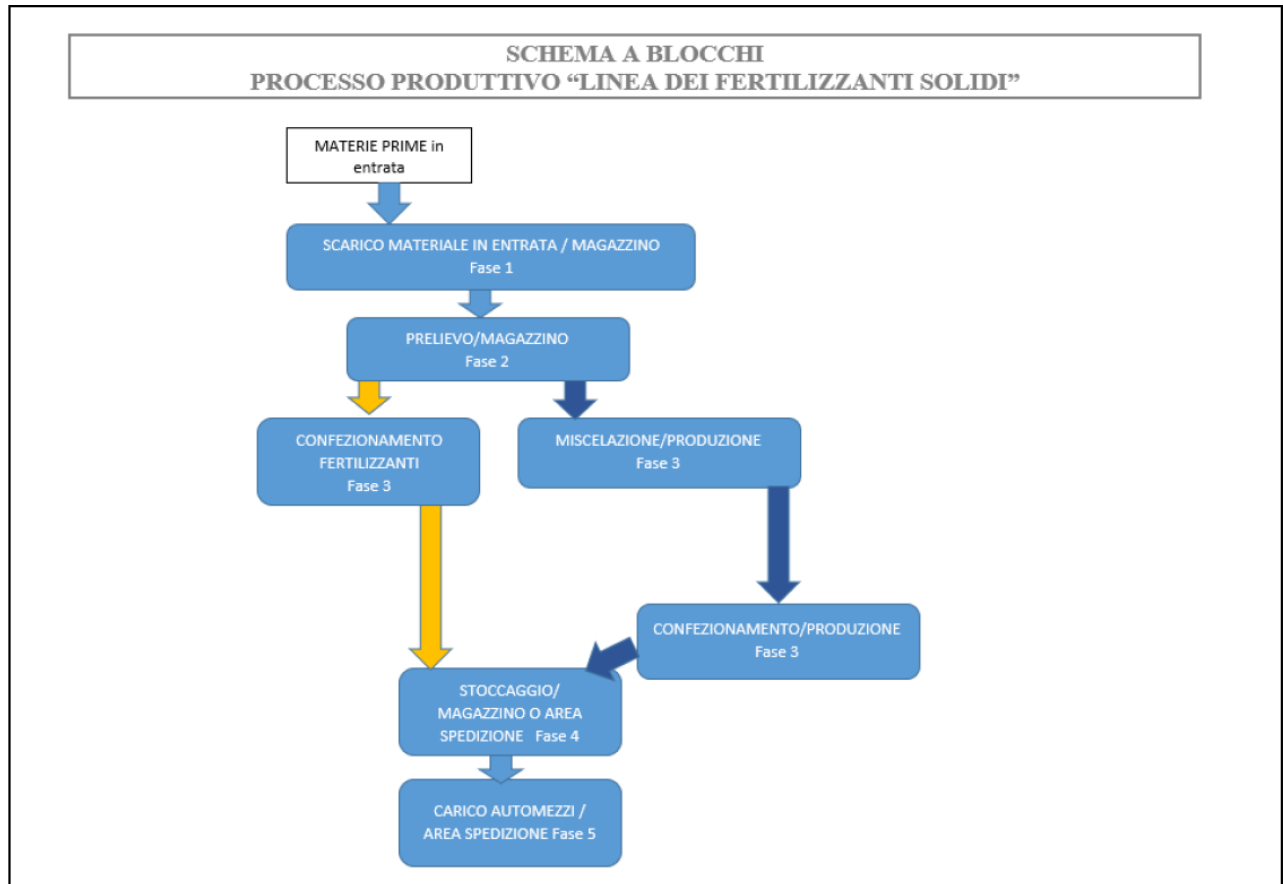 SCHEMA A BLOCCHI
PROCESSO PRODUTTIVO “LINEA DEI FERTILIZZANTI SOLIDI”
MATERIE PRIME in
entrata
SCARICO MATERIALE IN ENTRATA / MAGAZZINO
Fase 1
PRELIEVO/MAGAZZINO
Fase 2
CONFEZIONAMENTO
FERTILIZZANTI
Fase 3
MISCELAZIONE/PRODUZIONE
Fase 3
CONFEZIONAMENTO/PRODUZIONE
Fase 3
STOCCAGGIO/
MAGAZZINO O AREA
SPEDIZIONE Fase 4
CARICO AUTOMEZZI /
AREA SPEDIZIONE Fase 5